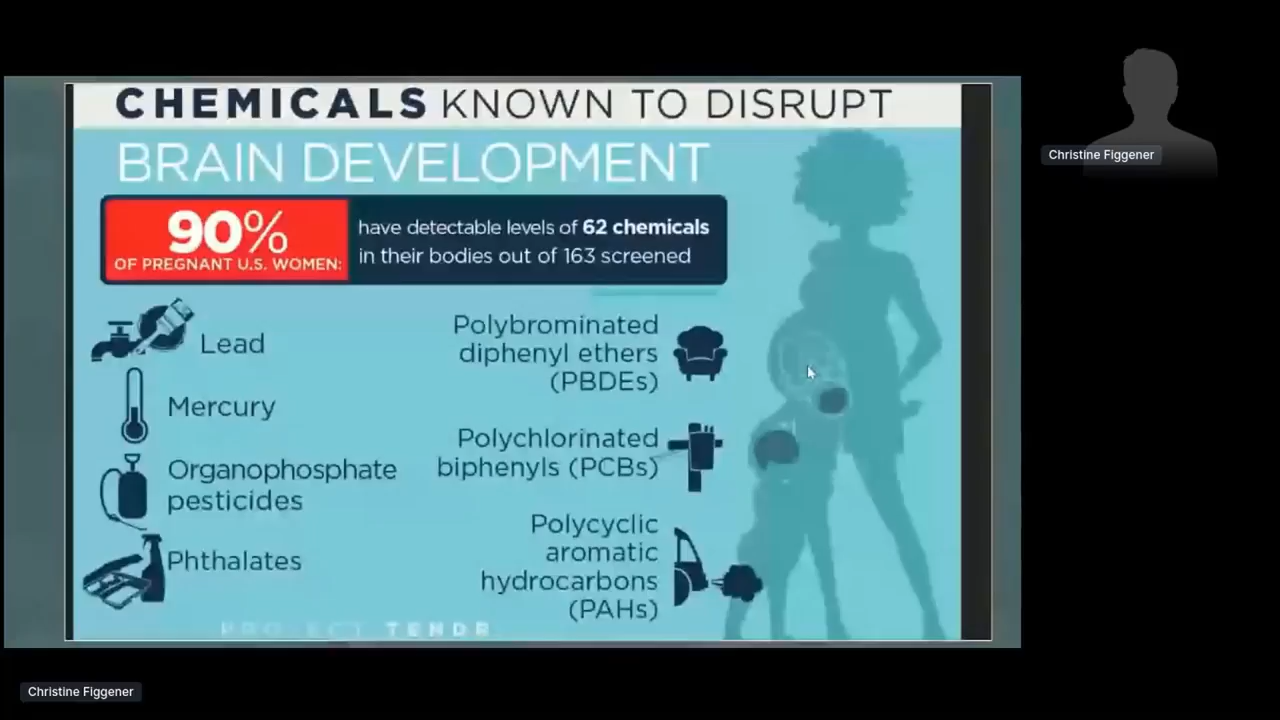 CHEMICALS KNOWN TO DISRUPT
BRAIN DEVELOPMENT
90%
OF PREGNANT U.S. WOMEN:
have detectable levels of 62 chemicals
in their bodies out of 163 screened
Lead
Mercury
Organophosphate
pesticides
Phthalates
Polybrominated
diphenyl ethers
(PBDEs)
Polychlorinated
biphenyls (PCBs)
Polycyclic
aromatic
hydrocarbons
(PAHs)
PROJECT TENDR
Christine Figgener
Christine Figgener